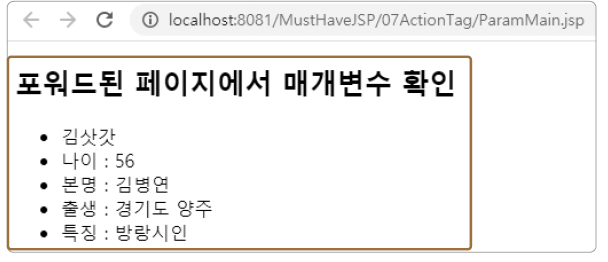 localhost:8081/MustHaveJSP/07ActionTag/ParamMain.jsp
포워드된 페이지에서 매개변수 확인
김삿갓
나이 : 56
본명 : 김병연
출생 : 경기도 양주
특징 : 방랑시인